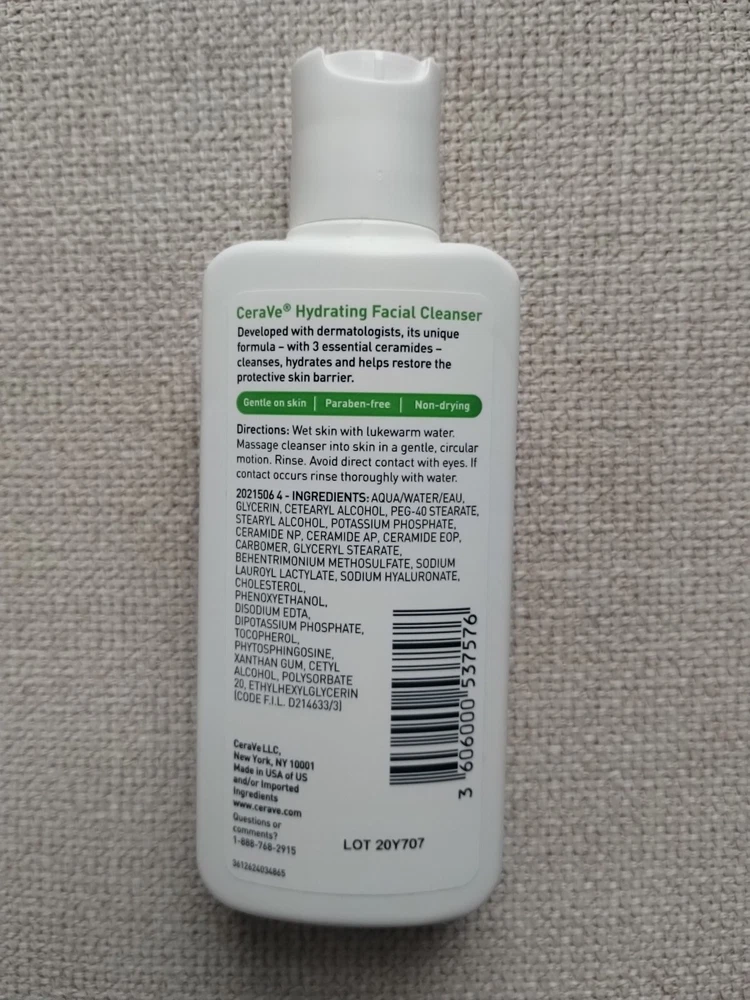 CeraVe® Hydrating Facial Cleanser
Developed with dermatologists, its unique
formula – with 3 essential ceramides –
cleanses, hydrates and helps restore the
protective skin barrier.
Gentle on skin | Paraben-free | Non-drying
Directions: Wet skin with lukewarm water.
Massage cleanser into skin in a gentle, circular
motion. Rinse. Avoid direct contact with eyes. If
contact occurs rinse thoroughly with water.
2021506 4 - INGREDIENTS: AQUA/WATER/EAU,
GLYCERIN, CETEARYL ALCOHOL, PEG-40 STEARATE,
STEARYL ALCOHOL, POTASSIUM PHOSPHATE,
CERAMIDE NP, CERAMIDE AP, CERAMIDE EOP,
CARBOMER, GLYCERYL STEARATE,
BEHENTRIMONIUM METHOSULFATE, SODIUM
LAUROYL LACTYLATE, SODIUM HYALURONATE,
CHOLESTEROL,
PHENOXYETHANOL,
DISODIUM EDTA,
DIPOTASSIUM PHOSPHATE,
TOCOPHEROL,
PHYTOSPHINGOSINE,
XANTHAN GUM, CETYL
ALCOHOL, POLYSORBATE
20, ETHYLHEXYLGLYCERIN
(CODE F.I.L. D214633/3)
3 606000 537576
CeraVe LLC,
New York, NY 10001
Made in USA of US
and/or Imported
Ingredients
www.cerave.com
Questions or
comments?
1-888-768-2915
3612624034865
LOT 20Y707